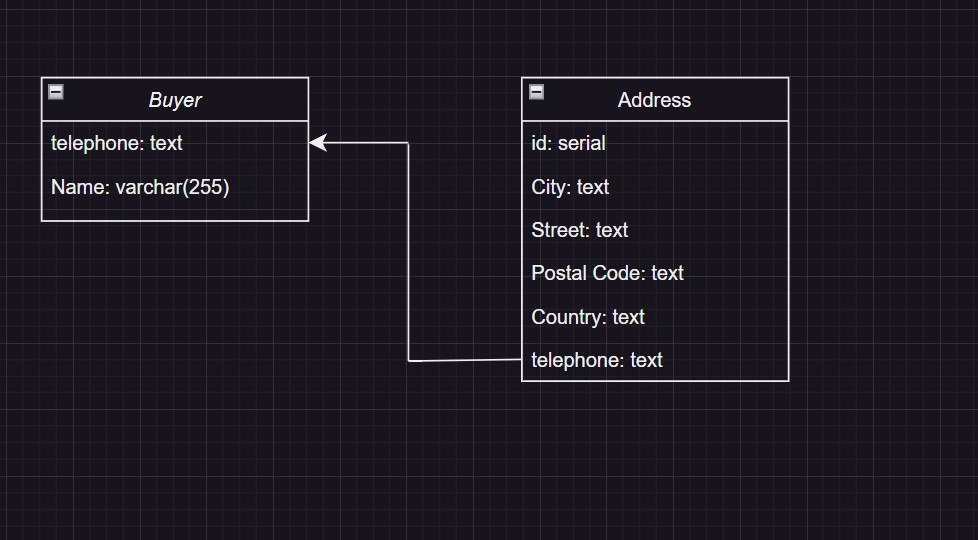 Buyer
telephone: text
Name: varchar(255)
Address
id: serial
City: text
Street: text
Postal Code: text
Country: text
telephone: text